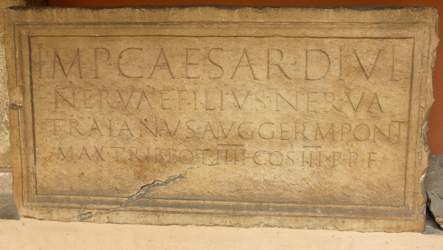 IMP·CAESAR·DIVI
NERVAE·FILIVS·NERVA
TRAIANVS·AVG·GERM·PONT
MAX·TRIB·POT·IIII·COS·III·P·P·F